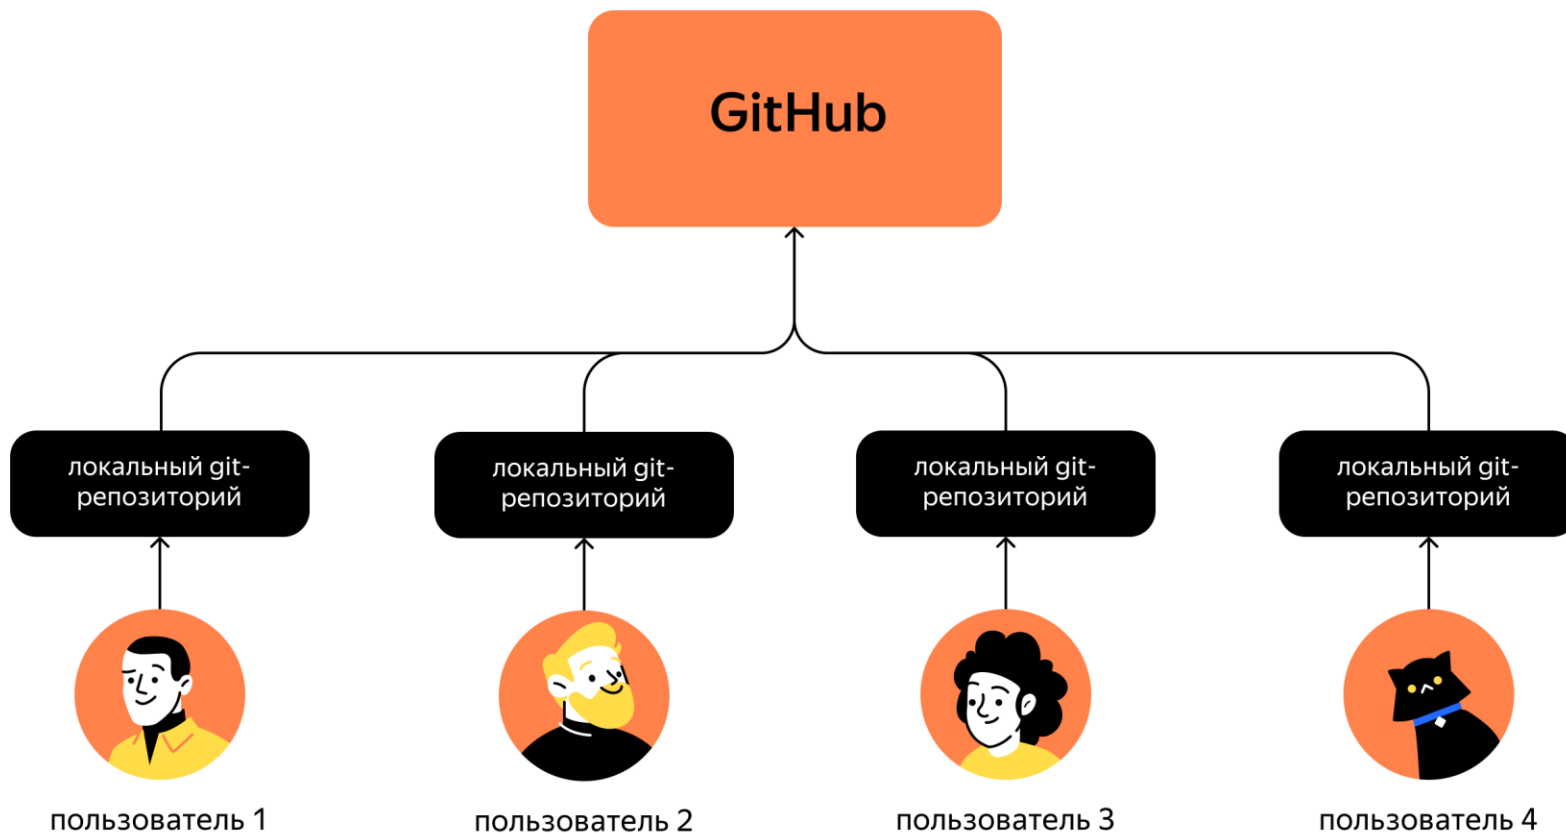 GitHub
локальный git-
репозиторий
локальный git-
репозиторий
локальный git-
репозиторий
локальный git-
репозиторий
пользователь 1
пользователь 2
пользователь 3
пользователь 4